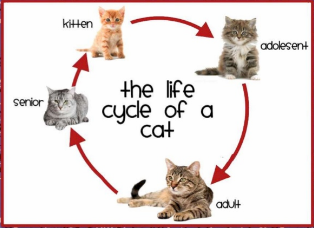 kitten
adolesent
the life
cycle of a
cat
senior
adult